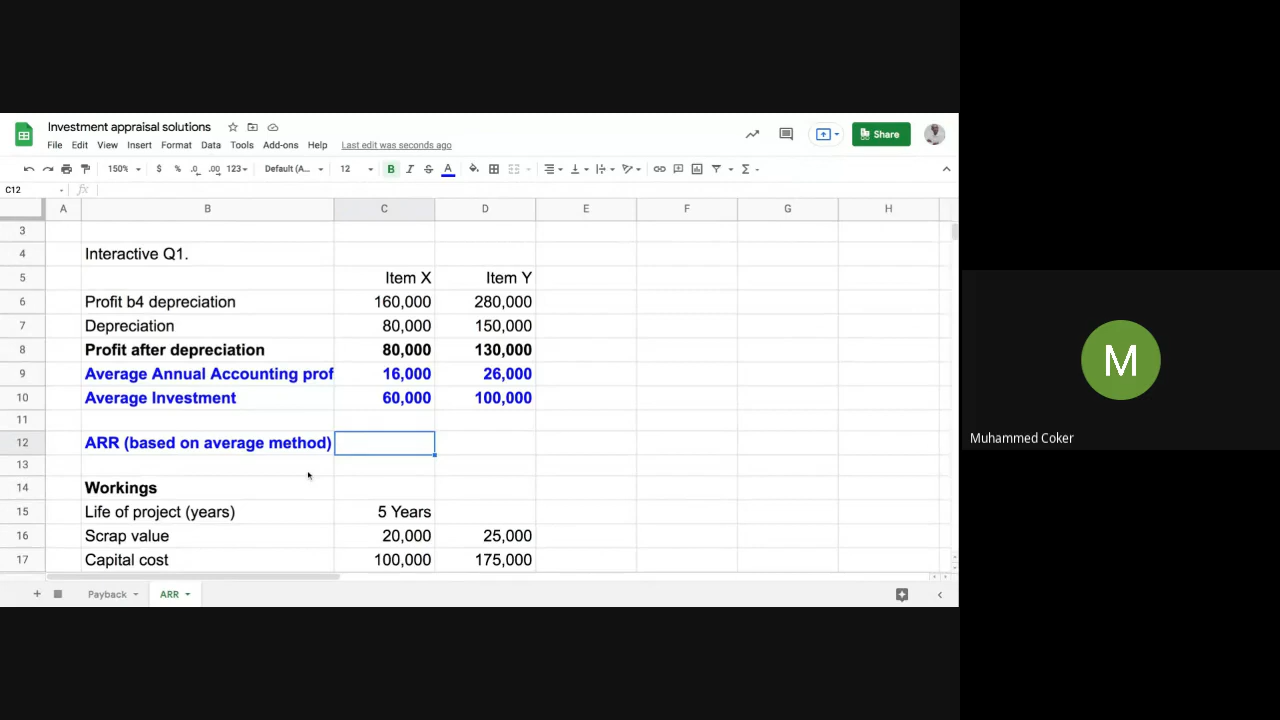 Investment appraisal solutions
File Edit View Insert Format Data Tools Add-ons Help Last edit was seconds ago
Share
150% $ % .0 .00 123 Default (A... 12 B I S A Σ
C12 fx
A B C D E F G H
3
4 Interactive Q1.
5 Item X Item Y
6 Profit b4 depreciation 160,000 280,000
7 Depreciation 80,000 150,000
8 Profit after depreciation 80,000 130,000
9 Average Annual Accounting prof 16,000 26,000
10 Average Investment 60,000 100,000
11
12 ARR (based on average method)
13
14 Workings
15 Life of project (years) 5 Years
16 Scrap value 20,000 25,000
17 Capital cost 100,000 175,000
Payback ARR
M
Muhammed Coker